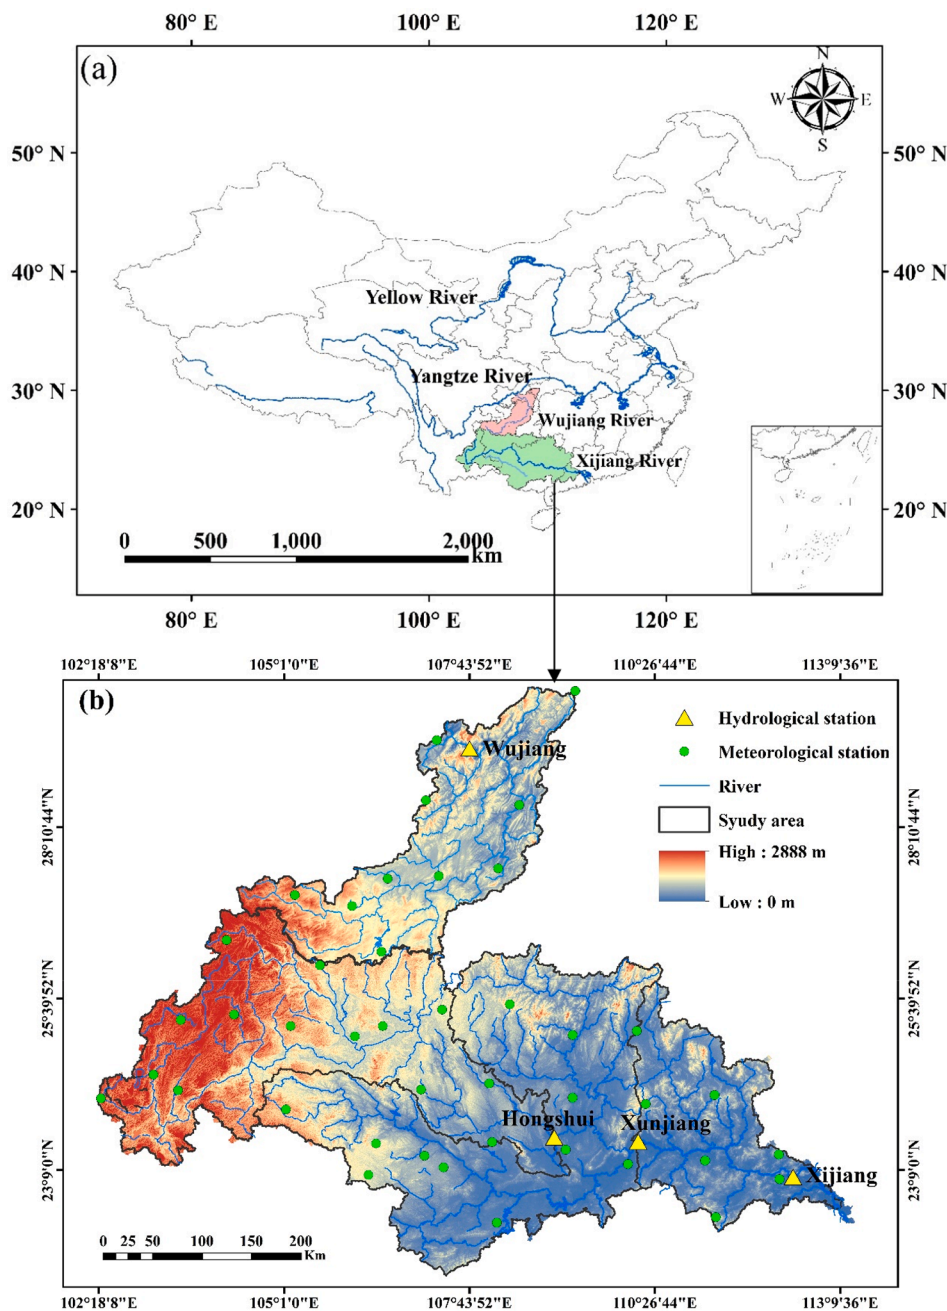 80° E 100° E 120° E
(a)
N
W E
S
50° N 50° N
40° N 40° N
Yellow River
Yangtze River
30° N 30° N
Wujiang River
Xijiang River
20° N 20° N
0 500 1,000 2,000
km
80° E 100° E 120° E
102°18'8"E 105°1'0"E 107°43'52"E 110°26'44"E 113°9'36"E
(b)
Hydrological station
Wujiang
Meteorological station
River
Syudy area
28°10'44"N 28°10'44"N
High : 2888 m
Low : 0 m
25°39'52"N 25°39'52"N
Hongshui
Xunjiang
23°9'0"N 23°9'0"N
Xijiang
0 25 50 100 150 200
Km
102°18'8"E 105°1'0"E 107°43'52"E 110°26'44"E 113°9'36"E